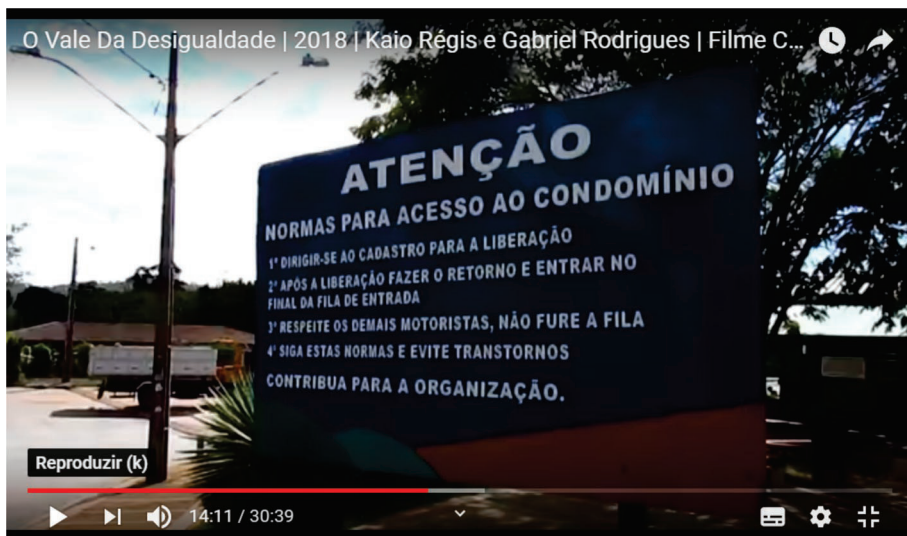 O Vale Da Desigualdade | 2018 | Kaio Régis e Gabriel Rodrigues | Filme C...
ATENÇÃO
NORMAS PARA ACESSO AO CONDOMÍNIO
1º DIRIGIR-SE AO CADASTRO PARA A LIBERAÇÃO
2º APÓS A LIBERAÇÃO FAZER O RETORNO E ENTRAR NO
FINAL DA FILA DE ENTRADA
3º RESPEITE OS DEMAIS MOTORISTAS, NÃO FURE A FILA
4º SIGA ESTAS NORMAS E EVITE TRANSTORNOS
CONTRIBUA PARA A ORGANIZAÇÃO.
Reproduzir (k)
14:11 / 30:39